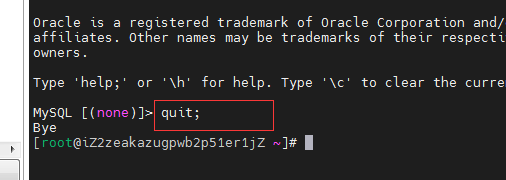 Oracle is a registered trademark of Oracle Corporation and/
affiliates. Other names may be trademarks of their respecti
owners.
Type 'help;' or '\h' for help. Type '\c' to clear the curre
MySQL [(none)]> quit;
Bye
[root@iZ2zeakazugpwb2p51er1jZ ~]#